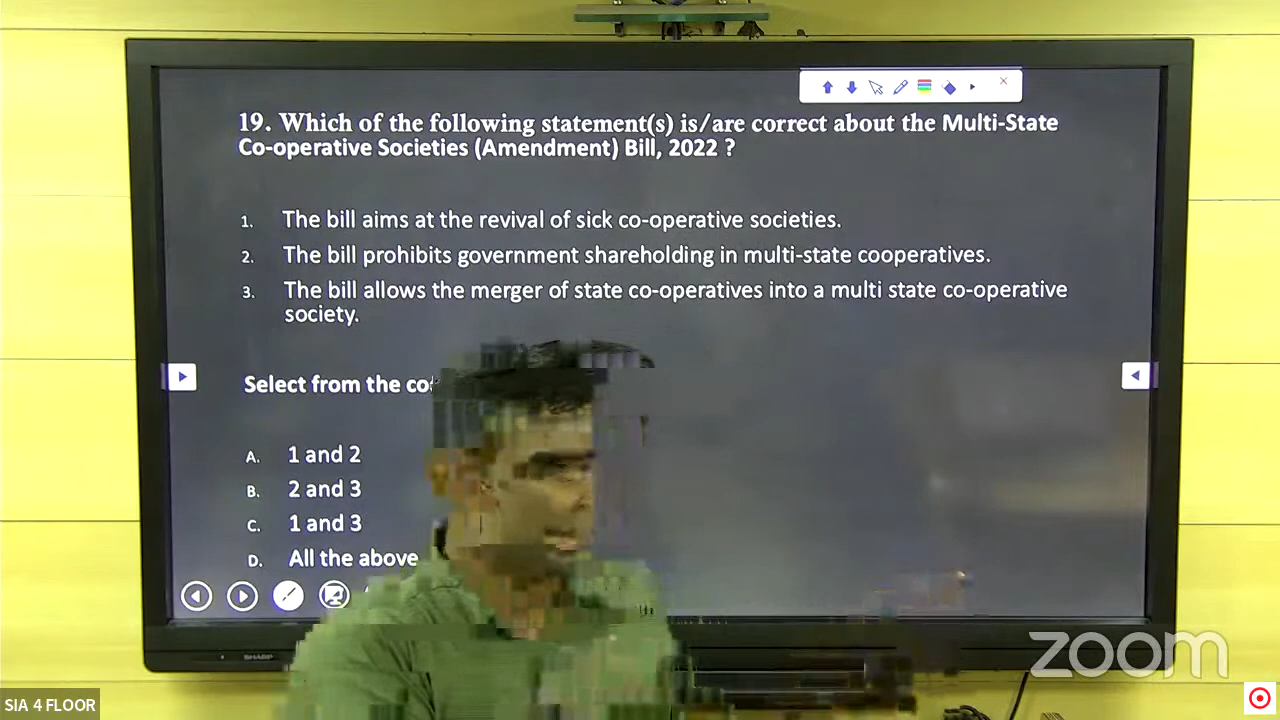 19. Which of the following statement(s) is/are correct about the Multi-State
Co-operative Societies (Amendment) Bill, 2022 ?
1. The bill aims at the revival of sick co-operative societies.
2. The bill prohibits government shareholding in multi-state cooperatives.
3. The bill allows the merger of state co-operatives into a multi state co-operative
society.
Select from the
A. 1 and 2
B. 2 and 3
C. 1 and 3
D. All the above
SHARP
zoom
SIA 4 FLOOR